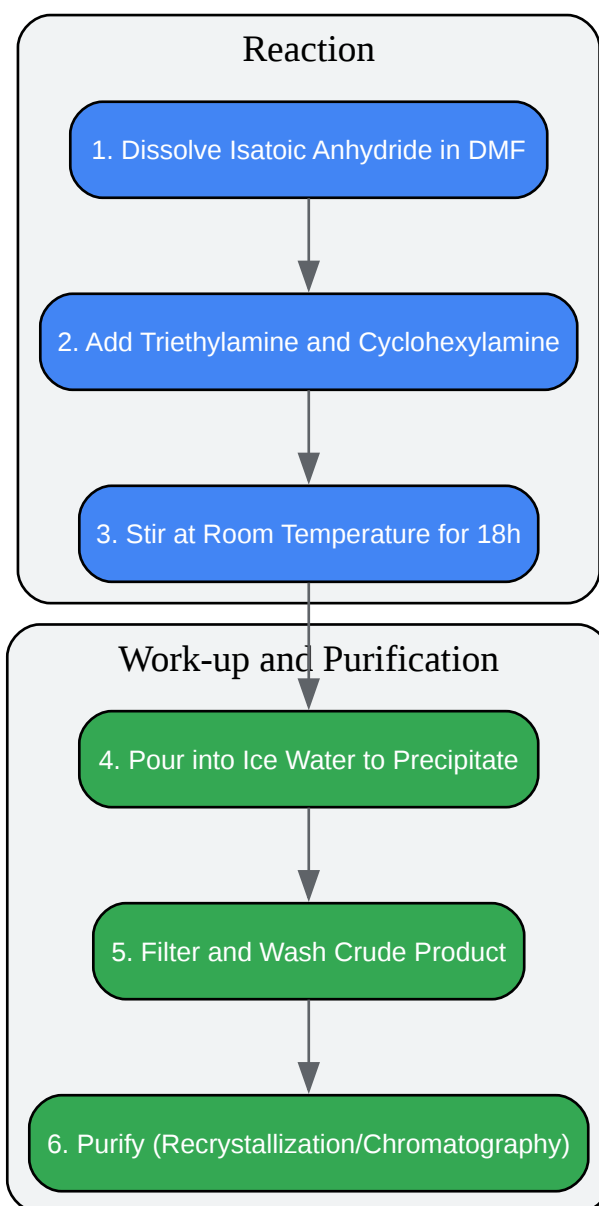 Reaction
1. Dissolve Isatoic Anhydride in DMF
2. Add Triethylamine and Cyclohexylamine
3. Stir at Room Temperature for 18h
Work-up and Purification
4. Pour into Ice Water to Precipitate
5. Filter and Wash Crude Product
6. Purify (Recrystallization/Chromatography)